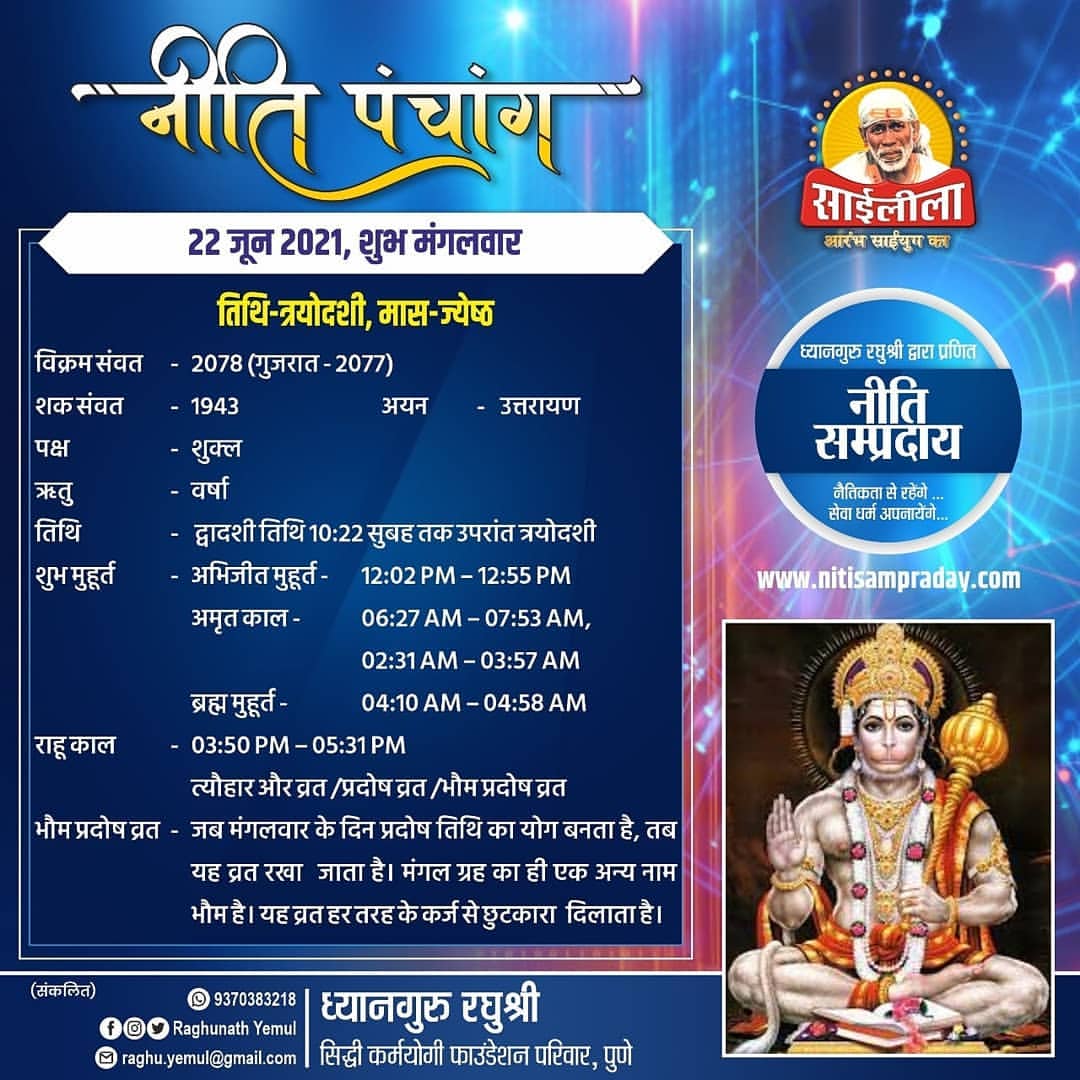 नीति पंचांग
साईलीला
आरंभ साईयुग का
22 जून 2021, शुभ मंगलवार
तिथि-त्रयोदशी, मास-ज्येष्ठ
विक्रम संवत - 2078 (गुजरात - 2077)
शक संवत - 1943 अयन - उत्तरायण
पक्ष - शुक्ल
ऋतु - वर्षा
तिथि - द्वादशी तिथि 10:22 सुबह तक उपरांत त्रयोदशी
शुभ मुहूर्त - अभिजीत मुहूर्त - 12:02 PM – 12:55 PM
अमृत काल - 06:27 AM – 07:53 AM,
02:31 AM – 03:57 AM
ब्रह्म मुहूर्त - 04:10 AM – 04:58 AM
राहू काल - 03:50 PM – 05:31 PM
त्यौहार और व्रत /प्रदोष व्रत /भौम प्रदोष व्रत
भौम प्रदोष व्रत - जब मंगलवार के दिन प्रदोष तिथि का योग बनता है, तब
यह व्रत रखा जाता है। मंगल ग्रह का ही एक अन्य नाम
भौम है। यह व्रत हर तरह के कर्ज से छुटकारा दिलाता है।
ध्यानगुरु रघुश्री द्वारा प्रणित
नीति
सम्प्रदाय
नैतिकता से रहेंगे ...
सेवा धर्म अपनायेंगे...
www.nitisampraday.com
(संकलित)
9370383218
Raghunath Yemul
raghu.yemul@gmail.com
ध्यानगुरु रघुश्री
सिद्धी कर्मयोगी फाउंडेशन परिवार, पुणे